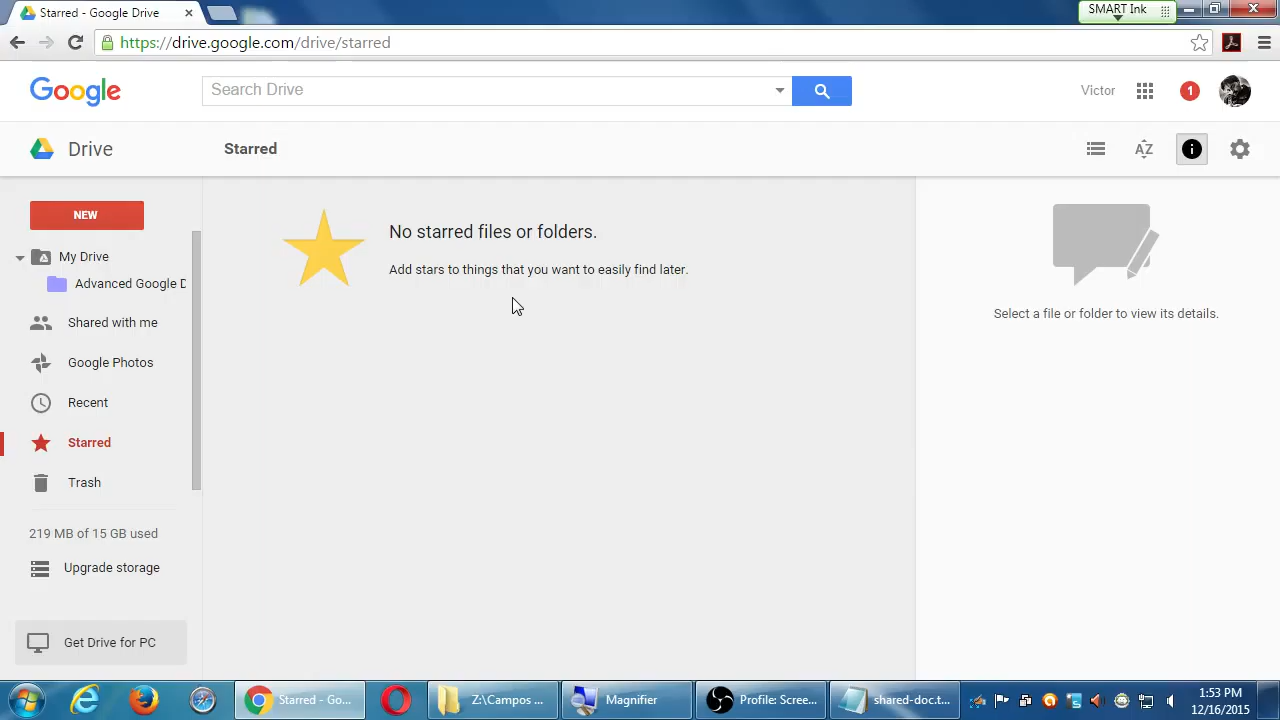 Starred - Google Drive
SMART Ink
https://drive.google.com/drive/starred
Google
Search Drive
Victor
1
Drive
Starred
AZ
NEW
No starred files or folders.
Add stars to things that you want to easily find later.
Select a file or folder to view its details.
My Drive
Advanced Google D
Shared with me
Google Photos
Recent
Starred
Trash
219 MB of 15 GB used
Upgrade storage
Get Drive for PC
Starred - Go...
Z:\Campos ...
Magnifier
Profile: Scree...
shared-doc.t...
1:53 PM
12/16/2015